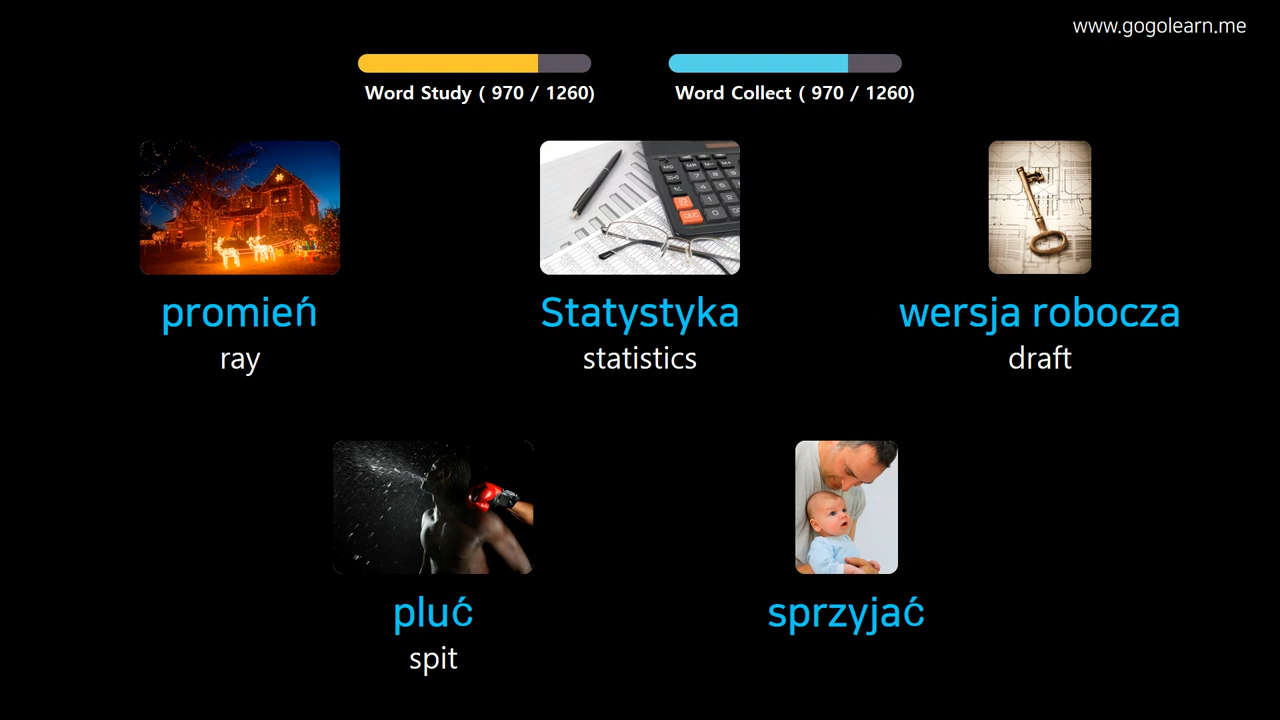 www.gogolearn.me
Word Study ( 970 / 1260)
Word Collect ( 970 / 1260)
promień
Statystyka
wersja robocza
ray
statistics
draft
pluć
sprzyjać
spit